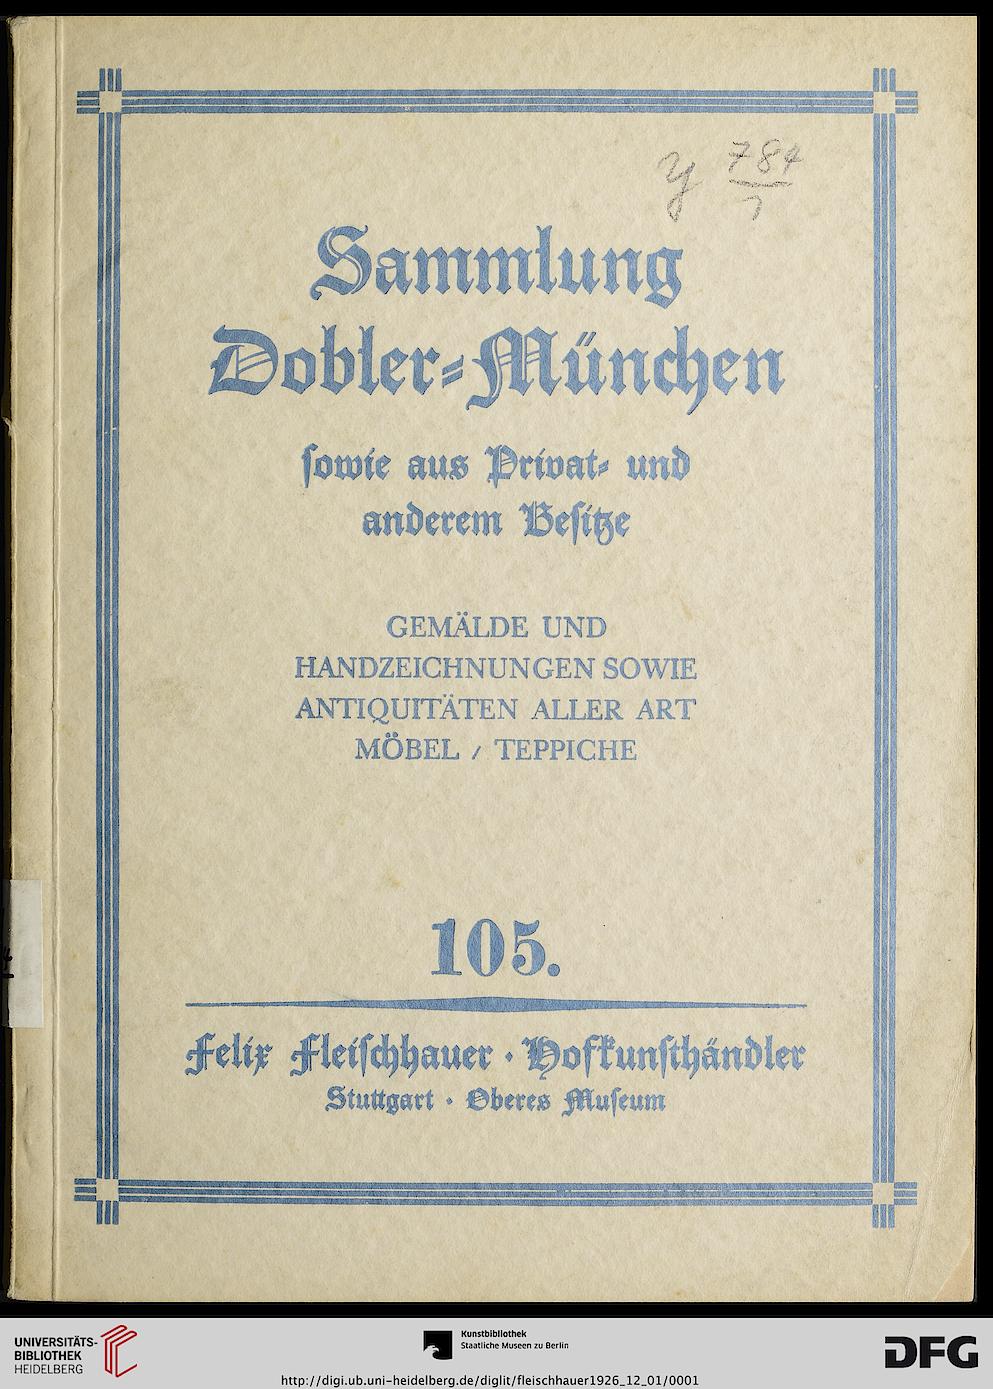 y 784
7
Sammlung
Dobler-München
sowie aus Privat- und
anderem Besitze
GEMÄLDE UND
HANDZEICHNUNGEN SOWIE
ANTIQUITÄTEN ALLER ART
MÖBEL / TEPPICHE
105.
Felix Fleischhauer · Hofkunsthändler
Stuttgart · Oberes Museum
UNIVERSITÄTS-
BIBLIOTHEK
HEIDELBERG
Kunstbibliothek
Staatliche Museen zu Berlin
DFG
http://digi.ub.uni-heidelberg.de/diglit/fleischhauer1926_12_01/0001